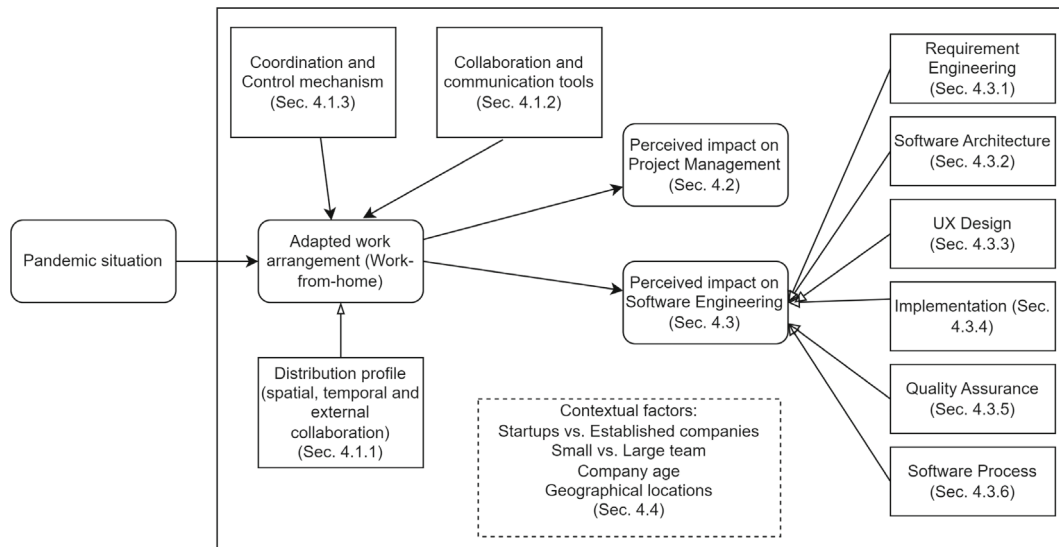 Coordination and
Control mechanism
(Sec. 4.1.3)
Collaboration and
communication tools
(Sec. 4.1.2)
Requirement
Engineering
(Sec. 4.3.1)
Perceived impact on
Project Management
(Sec. 4.2)
Software Architecture
(Sec. 4.3.2)
Pandemic situation
Adapted work
arrangement (Work-
from-home)
UX Design
(Sec. 4.3.3)
Perceived impact on
Software Engineering
(Sec. 4.3)
Implementation (Sec.
4.3.4)
Distribution profile
(spatial, temporal and
external
collaboration)
(Sec. 4.1.1)
Contextual factors:
Startups vs. Established companies
Small vs. Large team
Company age
Geographical locations
(Sec. 4.4)
Quality Assurance
(Sec. 4.3.5)
Software Process
(Sec. 4.3.6)